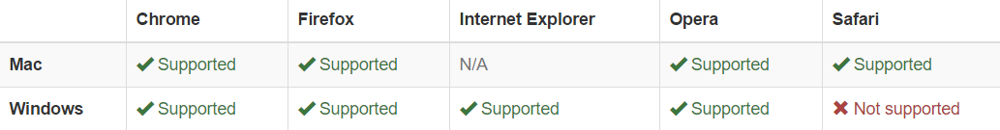 Chrome Firefox Internet Explorer Opera Safari
Mac Supported Supported N/A Supported Supported
Windows Supported Supported Supported Supported Not supported